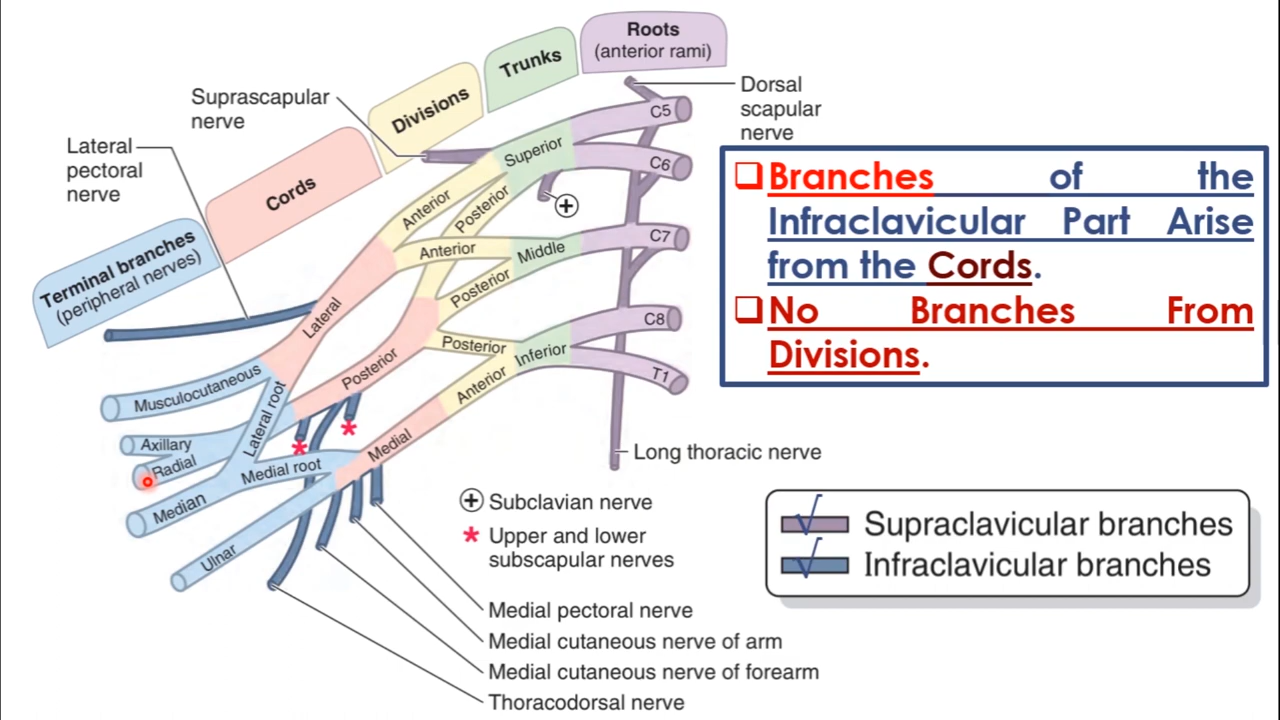 Roots
(anterior rami)
Trunks
Divisions
Cords
Terminal branches
(peripheral nerves)
Suprascapular
nerve
Lateral
pectoral
nerve
Dorsal
scapular
nerve
C5
C6
C7
C8
T1
Superior
Middle
Inferior
Anterior
Posterior
Anterior
Posterior
Posterior
Anterior
Lateral
Posterior
Medial
Musculocutaneous
Lateral root
Axillary
Radial
Medial root
Median
Ulnar
Long thoracic nerve
+ Subclavian nerve
* Upper and lower
subscapular nerves
Medial pectoral nerve
Medial cutaneous nerve of arm
Medial cutaneous nerve of forearm
Thoracodorsal nerve
❑Branches of the
Infraclavicular Part Arise
from the Cords.
❑No Branches From
Divisions.
Supraclavicular branches
Infraclavicular branches